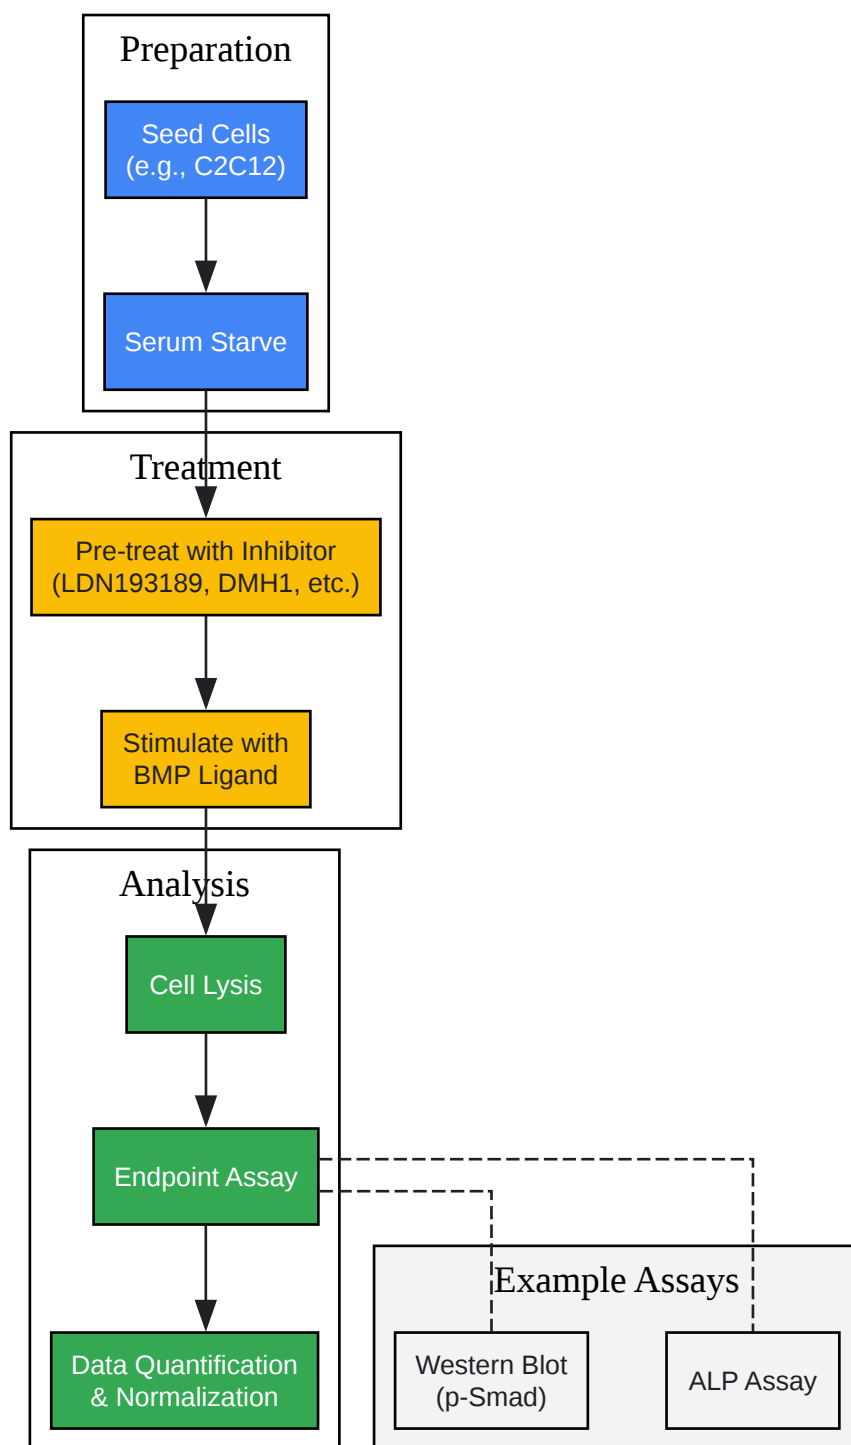 Preparation
Seed Cells
(e.g., C2C12)
Serum Starve
Treatment
Pre-treat with Inhibitor
(LDN193189, DMH1, etc.)
Stimulate with
BMP Ligand
Analysis
Cell Lysis
Endpoint Assay
Data Quantification
& Normalization
Example Assays
Western Blot
(p-Smad)
ALP Assay